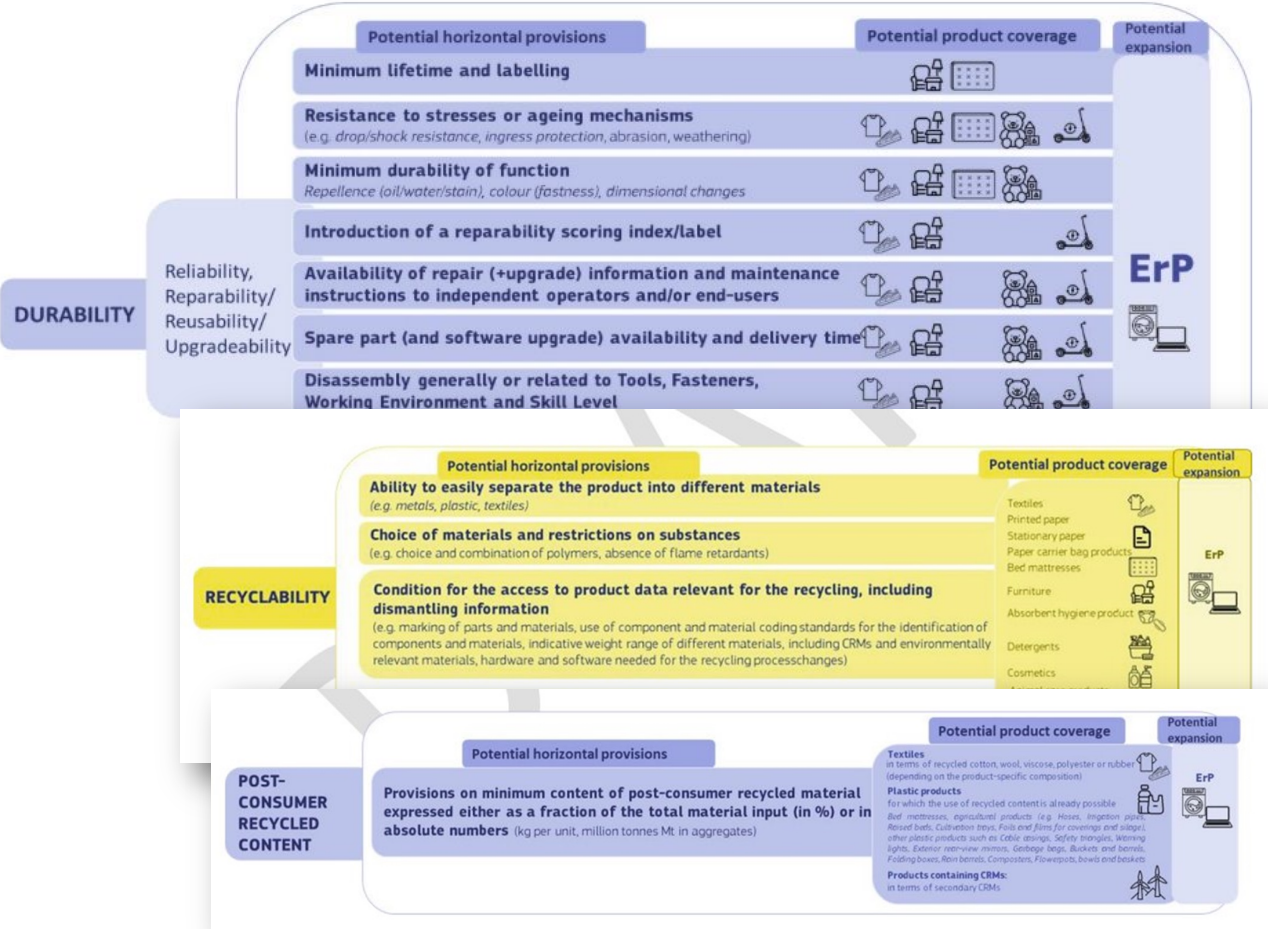 Potential horizontal provisions
Potential product coverage
Potential
expansion
Minimum lifetime and labelling
Resistance to stresses or ageing mechanisms
(e.g. drop/shock resistance, ingress protection, abrasion, weathering)
Minimum durability of function
Repellence (oil/water/stain), colour (fastness), dimensional changes
Introduction of a reparability scoring index/label
Availability of repair (+upgrade) information and maintenance
instructions to independent operators and/or end-users
Spare part (and software upgrade) availability and delivery time
Disassembly generally or related to Tools, Fasteners,
Working Environment and Skill Level
DURABILITY
Reliability,
Reparability/
Reusability/
Upgradeability
ErP
Potential horizontal provisions
Potential product coverage
Potential
expansion
Ability to easily separate the product into different materials
(e.g. metals, plastic, textiles)
Choice of materials and restrictions on substances
(e.g. choice and combination of polymers, absence of flame retardants)
Condition for the access to product data relevant for the recycling, including
dismantling information
(e.g. marking of parts and materials, use of component and material coding standards for the identification of
components and materials, indicative weight range of different materials, including CRMs and environmentally
relevant materials, hardware and software needed for the recycling processchanges)
RECYCLABILITY
Textiles
Printed paper
Stationary paper
Paper carrier bag products
Bed mattresses
Furniture
Absorbent hygiene product
Detergents
Cosmetics
ErP
Potential horizontal provisions
Potential product coverage
Potential
expansion
POST-
CONSUMER
RECYCLED
CONTENT
Provisions on minimum content of post-consumer recycled material
expressed either as a fraction of the total material input (in %) or in
absolute numbers (kg per unit, million tonnes Mt in aggregates)
Textiles
in terms of recycled cotton, wool, viscose, polyester or rubber
(depending on the product-specific composition)
Plastic products
for which the use of recycled content is already possible
Bed mattresses, agricultural products (e.g. Hoses, Irrigation pipes,
Raised beds, Cultivation trays, Foils and films for coverings and silage),
other plastic products such as Cable casings, Safety triangles, Warning
lights, Exterior rear-view mirrors, Garbage bags, Buckets and barrels,
Folding boxes, Rain barrels, Composters, Flowerpots, bowls and baskets
Products containing CRMs:
in terms of secondary CRMs
ErP